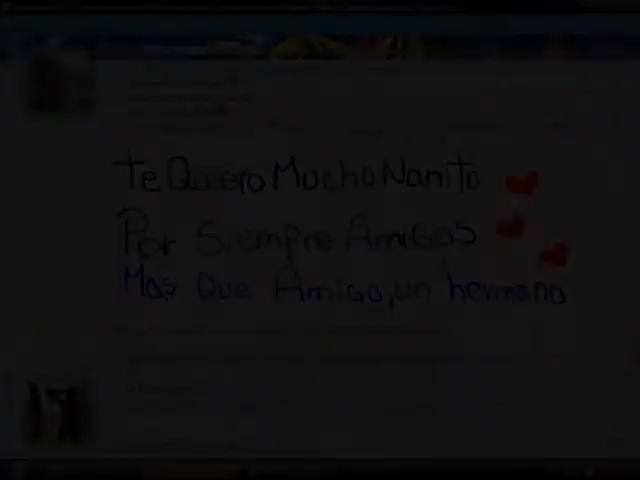 Te Quiero Mucho Nanito
Por Siempre Amigos
Mas Que Amigo, un hermano